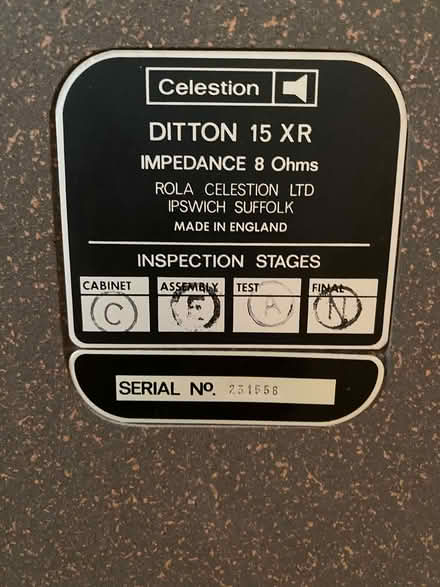 Celestion
DITTON 15 XR
IMPEDANCE 8 Ohms
ROLA CELESTION LTD
IPSWICH SUFFOLK
MADE IN ENGLAND
INSPECTION STAGES
CABINET ASSEMBLY TEST FINAL
C F A N
SERIAL No. 231558